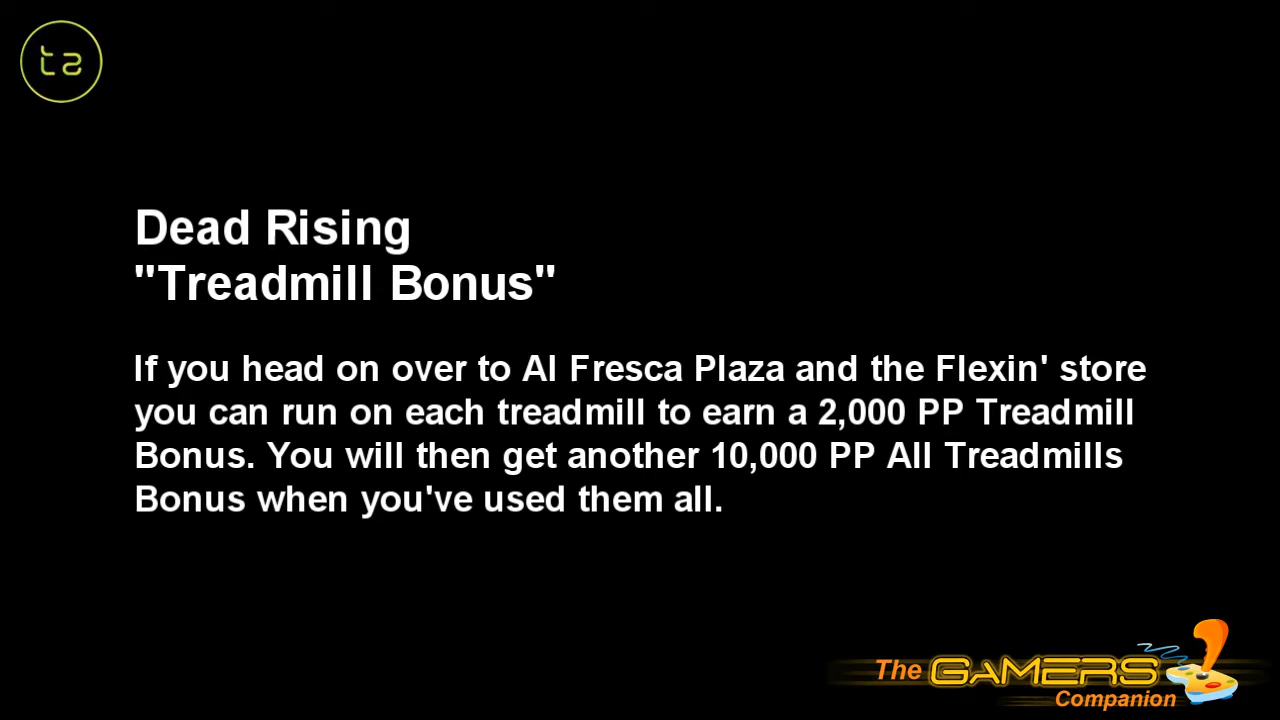 ta
Dead Rising
"Treadmill Bonus"
If you head on over to Al Fresca Plaza and the Flexin' store
you can run on each treadmill to earn a 2,000 PP Treadmill
Bonus. You will then get another 10,000 PP All Treadmills
Bonus when you've used them all.
The GAMERS
Companion